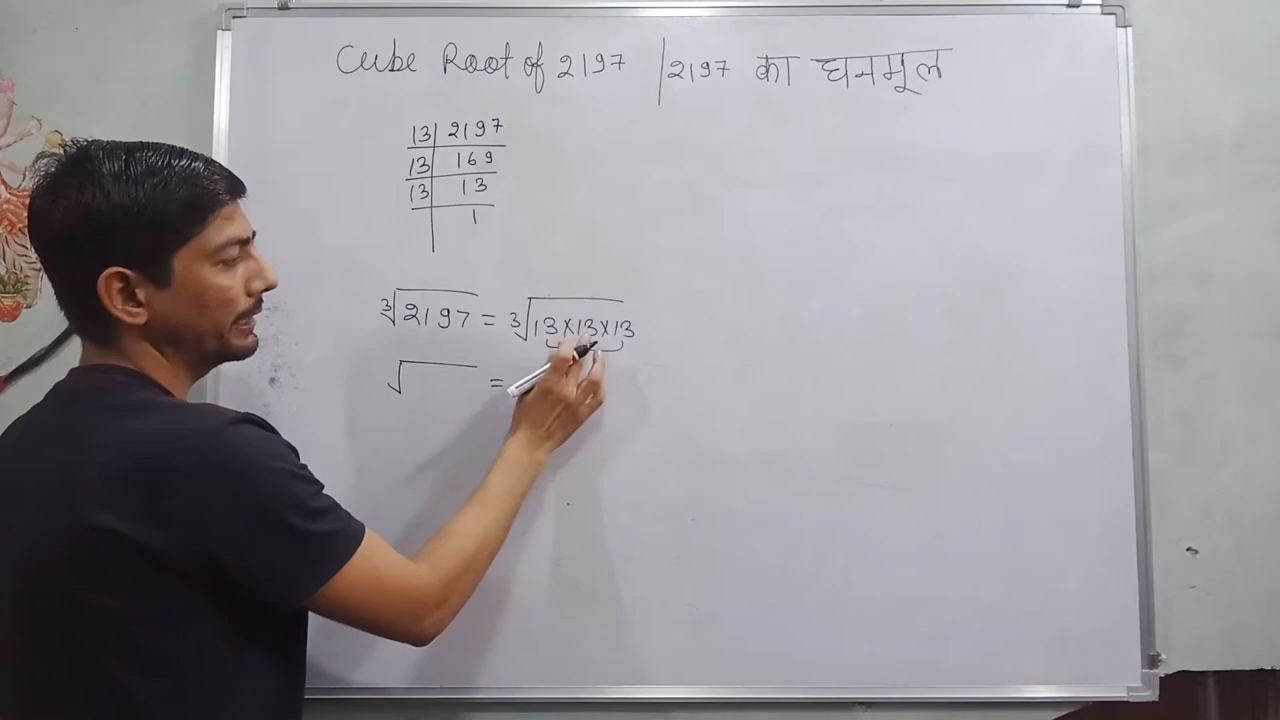 Cube Root of 2197 | 2197 का घनमूल
13 | 2197
13 | 169
13 | 13
1
∛2197 = ∛13×13×13
√ =